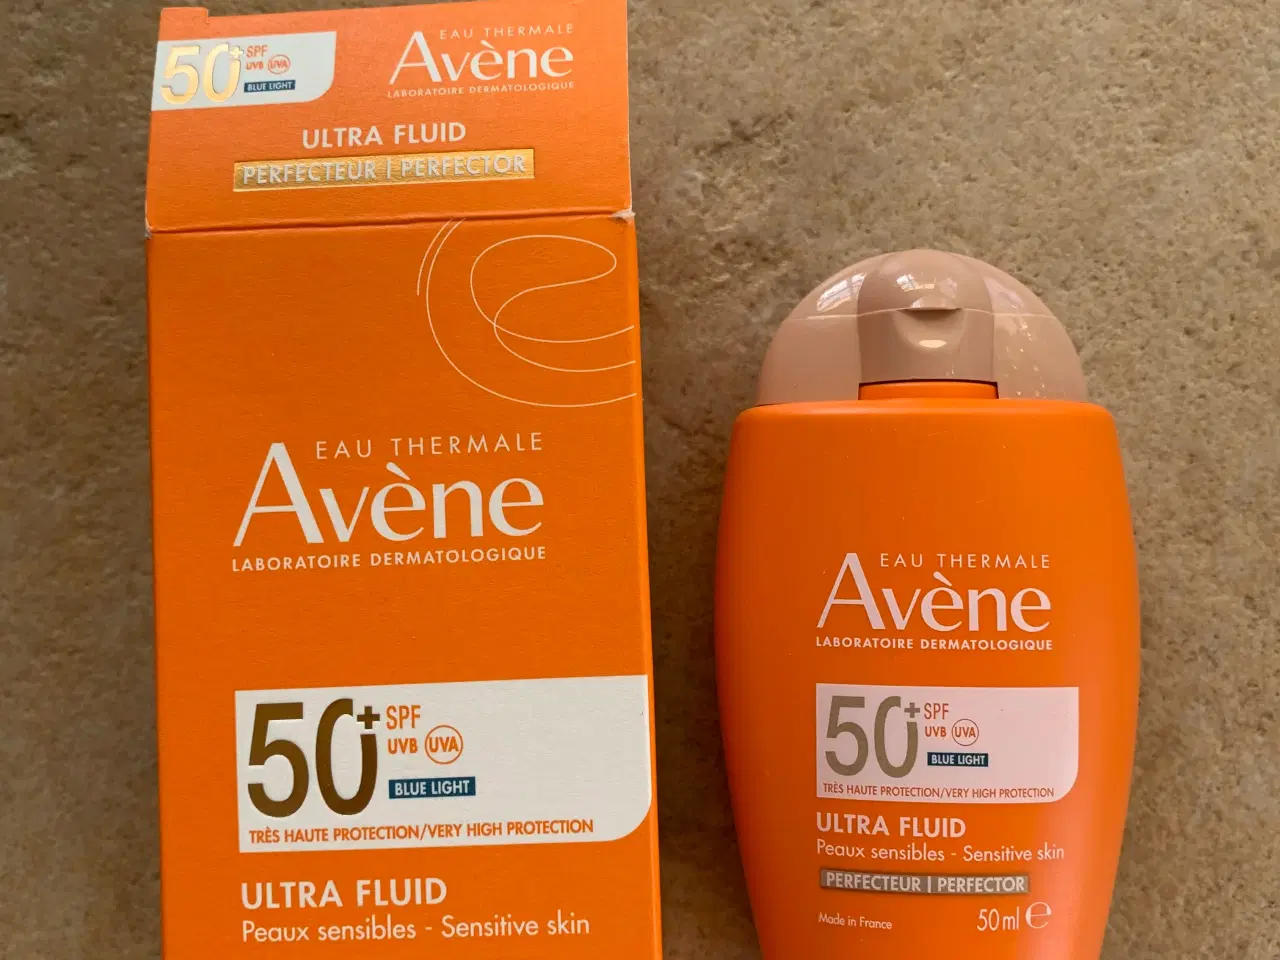 50+ SPF
UVB UVA
BLUE LIGHT
EAU THERMALE
Avène
LABORATOIRE DERMATOLOGIQUE
ULTRA FLUID
PERFECTEUR | PERFECTOR
EAU THERMALE
Avène
LABORATOIRE DERMATOLOGIQUE
50+ SPF
UVB UVA
BLUE LIGHT
TRÈS HAUTE PROTECTION/VERY HIGH PROTECTION
ULTRA FLUID
Peaux sensibles - Sensitive skin
EAU THERMALE
Avène
LABORATOIRE DERMATOLOGIQUE
50+ SPF
UVB UVA
BLUE LIGHT
TRÈS HAUTE PROTECTION/VERY HIGH PROTECTION
ULTRA FLUID
Peaux sensibles - Sensitive skin
PERFECTEUR | PERFECTOR
Made in France 50 ml ℮